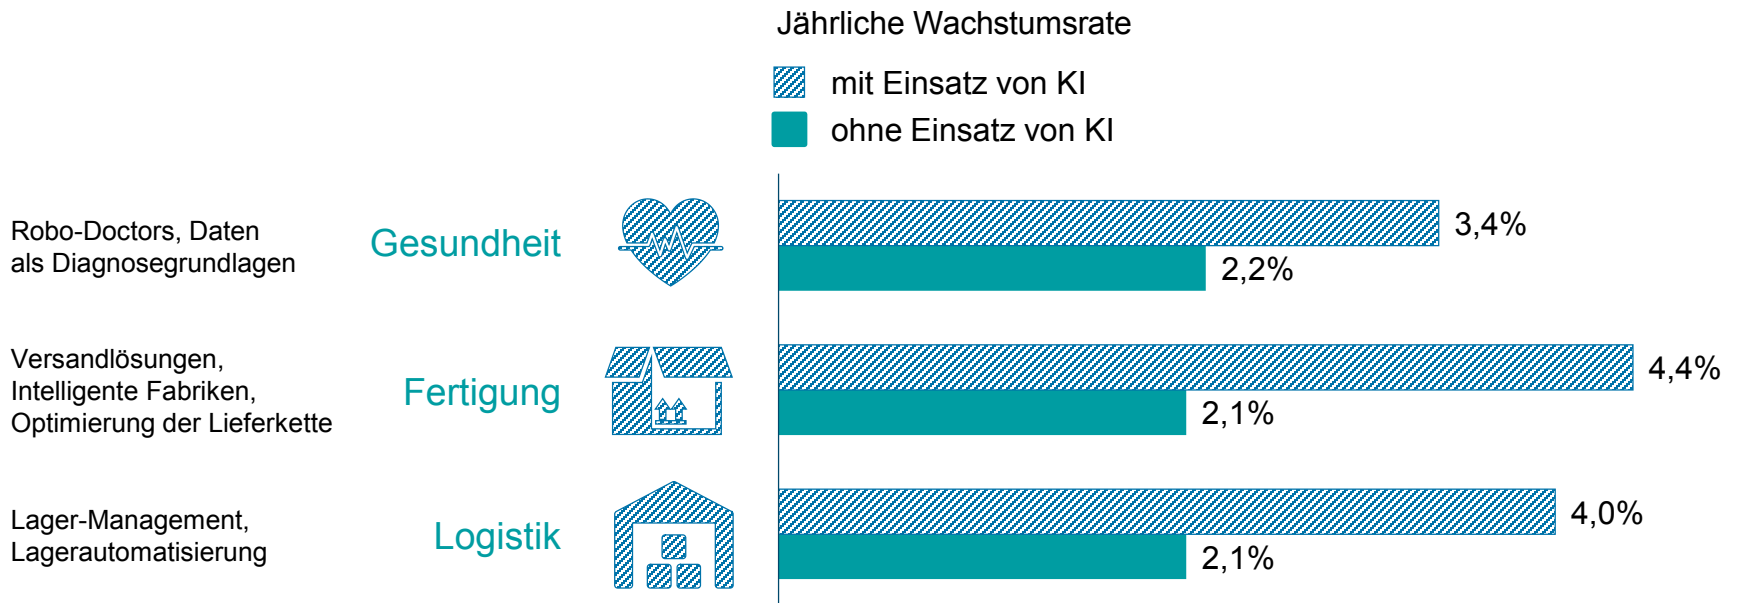 Jährliche Wachstumsrate
mit Einsatz von KI
ohne Einsatz von KI
Robo-Doctors, Daten
als Diagnosegrundlagen
Gesundheit
3,4%
2,2%
Versandlösungen,
Intelligente Fabriken,
Optimierung der Lieferkette
Fertigung
4,4%
2,1%
Lager-Management,
Lagerautomatisierung
Logistik
4,0%
2,1%